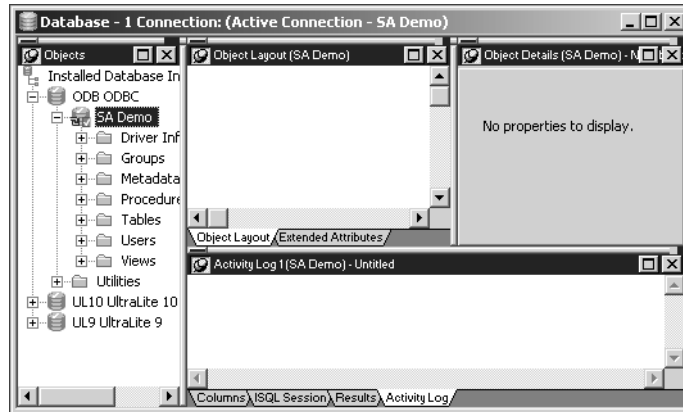 Database - 1 Connection: (Active Connection - SA Demo)
Objects
Installed Database In
ODB ODBC
SA Demo
Driver Inf
Groups
Metadata
Procedure
Tables
Users
Views
Utilities
UL10 UltraLite 10
UL9 UltraLite 9
Object Layout (SA Demo)
Object Layout
Extended Attributes
Object Details (SA Demo) - N
No properties to display.
Activity Log 1 (SA Demo) - Untitled
Columns
ISQL Session
Results
Activity Log